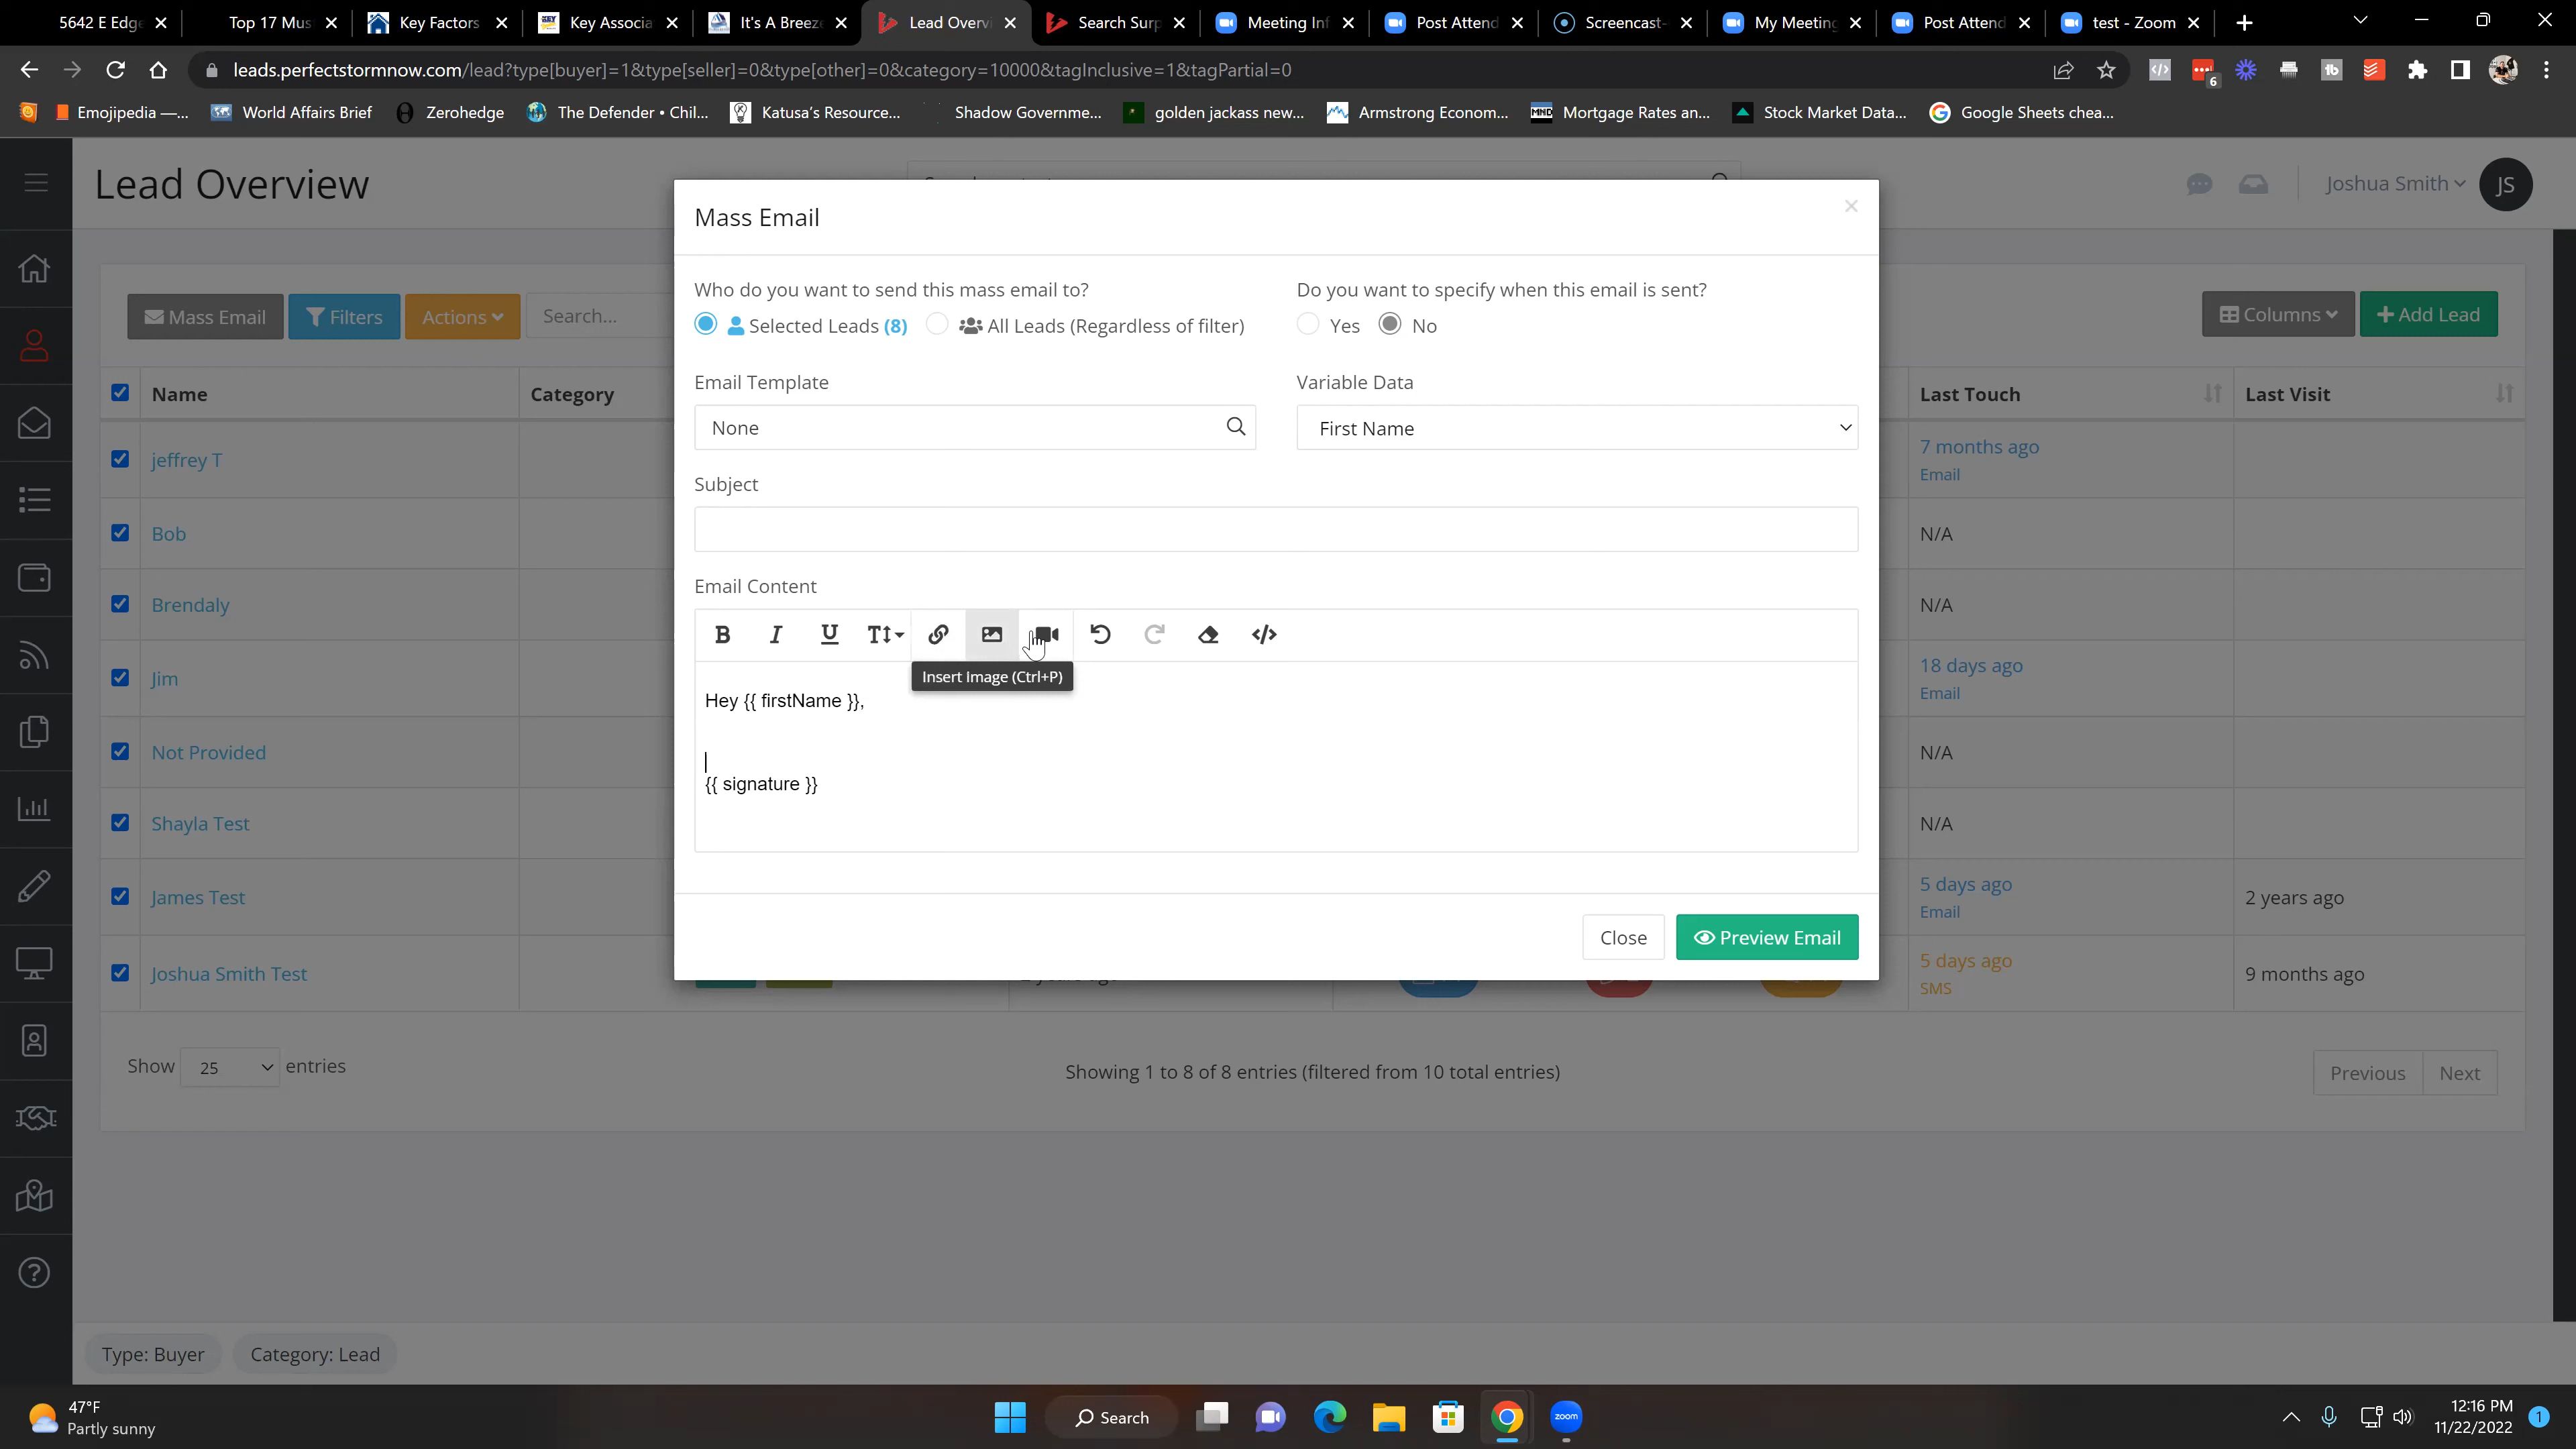 5642 E Edge
Top 17 Mus
Key Factors
Key Associa
It's A Breeze
Lead Overvi
Search Surp
Meeting Inf
Post Attend
Screencast-
My Meeting
Post Attend
test - Zoom
leads.perfectstormnow.com/lead?type[buyer]=1&type[seller]=0&type[other]=0&category=10000&tagInclusive=1&tagPartial=0
6
Emojipedia —...
World Affairs Brief
Zerohedge
The Defender • Chil...
Katusa's Resource...
Shadow Governme...
golden jackass new...
Armstrong Econom...
MND
Mortgage Rates an...
Stock Market Data...
Google Sheets chea...
Lead Overview
Joshua Smith
JS
Mass Email
Filters
Actions
Search...
Columns
+ Add Lead
Name
Category
Last Touch
Last Visit
jeffrey T
7 months ago
Email
Bob
N/A
Brendaly
N/A
Jim
18 days ago
Email
Not Provided
N/A
Shayla Test
N/A
James Test
5 days ago
Email
2 years ago
Joshua Smith Test
5 days ago
SMS
9 months ago
Mass Email
×
Who do you want to send this mass email to?
Selected Leads (8)
All Leads (Regardless of filter)
Do you want to specify when this email is sent?
Yes
No
Email Template
None
Variable Data
First Name
Subject
Email Content
B I U T
Insert Image (Ctrl+P)
Hey {{ firstName }},
{{ signature }}
Close
Preview Email
Show 25 entries
Showing 1 to 8 of 8 entries (filtered from 10 total entries)
Previous
Next
Type: Buyer
Category: Lead
47°F
Partly sunny
Search
zoom
12:16 PM
11/22/2022
1